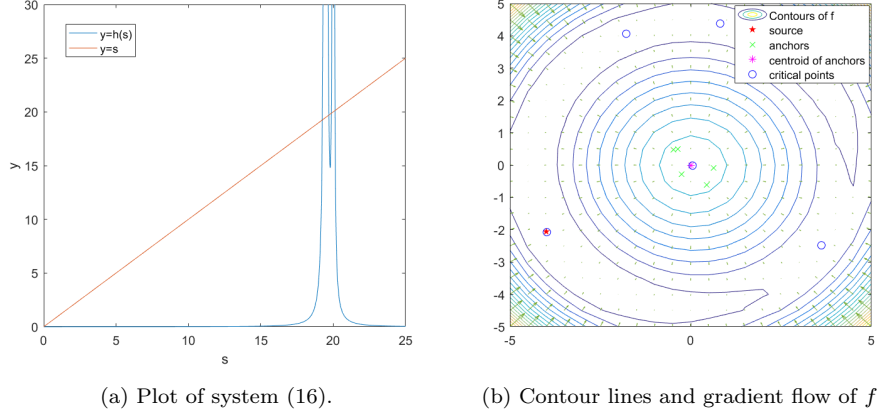 30
25
20
15
10
5
0
y
0
5
10
15
20
25
s
y=h(s)
y=s
(a) Plot of system (16).
5
4
3
2
1
0
-1
-2
-3
-4
-5
-5
0
5
Contours of f
source
anchors
centroid of anchors
critical points
(b) Contour lines and gradient flow of f